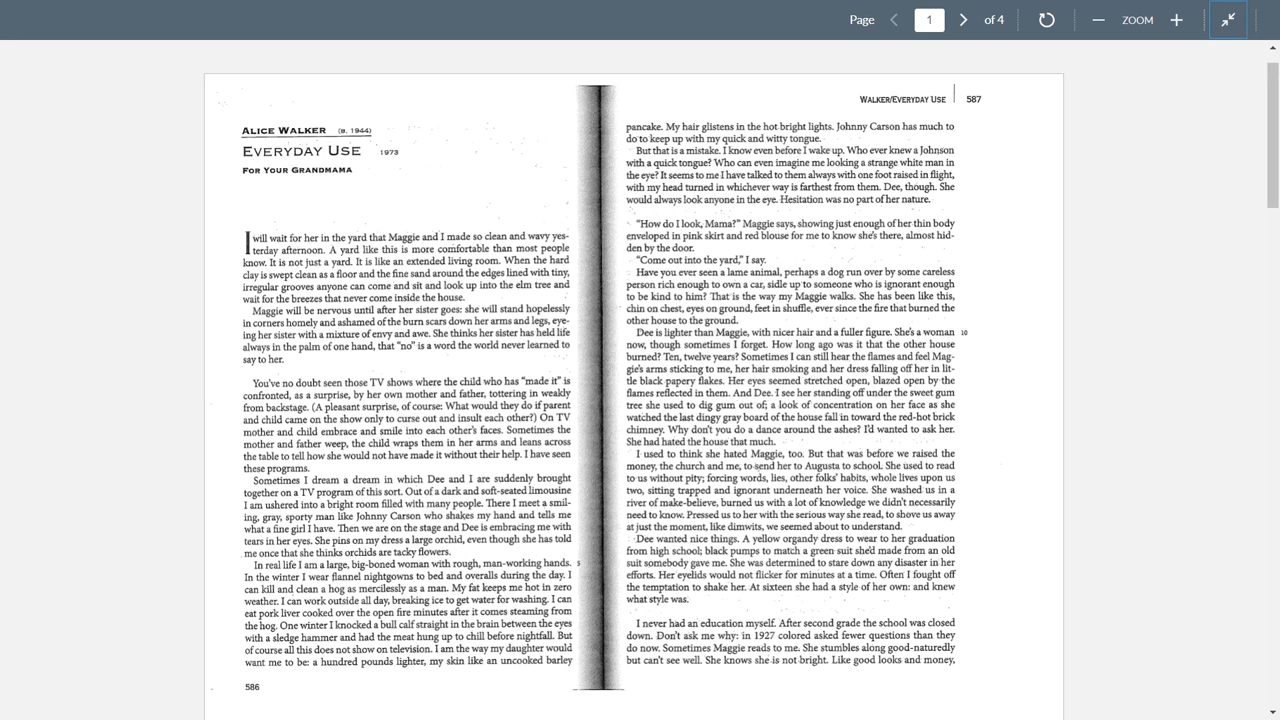 Page 1 of 4 ZOOM
ALICE WALKER (B. 1944)
EVERYDAY USE 1973
FOR YOUR GRANDMAMA
I will wait for her in the yard that Maggie and I made so clean and wavy yes-
terday afternoon. A yard like this is more comfortable than most people
know. It is not just a yard. It is like an extended living room. When the hard
clay is swept clean as a floor and the fine sand around the edges lined with tiny,
irregular grooves anyone can come and sit and look up into the elm tree and
wait for the breezes that never come inside the house.
Maggie will be nervous until after her sister goes: she will stand hopelessly
in corners homely and ashamed of the burn scars down her arms and legs, eye-
ing her sister with a mixture of envy and awe. She thinks her sister has held life
always in the palm of one hand, that "no" is a word the world never learned to
say to her.
You've no doubt seen those TV shows where the child who has "made it" is
confronted, as a surprise, by her own mother and father, tottering in weakly
from backstage. (A pleasant surprise, of course: What would they do if parent
and child came on the show only to curse out and insult each other?) On TV
mother and child embrace and smile into each other's faces. Sometimes the
mother and father weep, the child wraps them in her arms and leans across
the table to tell how she would not have made it without their help. I have seen
these programs.
Sometimes I dream a dream in which Dee and I are suddenly brought
together on a TV program of this sort. Out of a dark and soft-seated limousine
I am ushered into a bright room filled with many people. There I meet a smil-
ing, gray, sporty man like Johnny Carson who shakes my hand and tells me
what a fine girl I have. Then we are on the stage and Dee is embracing me with
tears in her eyes. She pins on my dress a large orchid, even though she has told
me once that she thinks orchids are tacky flowers.
In real life I am a large, big-boned woman with rough, man-working hands. 5
In the winter I wear flannel nightgowns to bed and overalls during the day. I
can kill and clean a hog as mercilessly as a man. My fat keeps me hot in zero
weather. I can work outside all day, breaking ice to get water for washing. I can
eat pork liver cooked over the open fire minutes after it comes steaming from
the hog. One winter I knocked a bull calf straight in the brain between the eyes
with a sledge hammer and had the meat hung up to chill before nightfall. But
of course all this does not show on television. I am the way my daughter would
want me to be: a hundred pounds lighter, my skin like an uncooked barley
586
WALKER/EVERYDAY USE 587
pancake. My hair glistens in the hot bright lights. Johnny Carson has much to
do to keep up with my quick and witty tongue.
But that is a mistake. I know even before I wake up. Who ever knew a Johnson
with a quick tongue? Who can even imagine me looking a strange white man in
the eye? It seems to me I have talked to them always with one foot raised in flight,
with my head turned in whichever way is farthest from them. Dee, though. She
would always look anyone in the eye. Hesitation was no part of her nature.
"How do I look, Mama?" Maggie says, showing just enough of her thin body
enveloped in pink skirt and red blouse for me to know she's there, almost hid-
den by the door.
"Come out into the yard," I say.
Have you ever seen a lame animal, perhaps a dog run over by some careless
person rich enough to own a car, sidle up to someone who is ignorant enough
to be kind to him? That is the way my Maggie walks. She has been like this,
chin on chest, eyes on ground, feet in shuffle, ever since the fire that burned the
other house to the ground.
Dee is lighter than Maggie, with nicer hair and a fuller figure. She's a woman 10
now, though sometimes I forget. How long ago was it that the other house
burned? Ten, twelve years? Sometimes I can still hear the flames and feel Mag-
gie's arms sticking to me, her hair smoking and her dress falling off her in lit-
tle black papery flakes. Her eyes seemed stretched open, blazed open by the
flames reflected in them. And Dee. I see her standing off under the sweet gum
tree she used to dig gum out of; a look of concentration on her face as she
watched the last dingy gray board of the house fall in toward the red-hot brick
chimney. Why don't you do a dance around the ashes? I'd wanted to ask her.
She had hated the house that much.
I used to think she hated Maggie, too. But that was before we raised the
money, the church and me, to send her to Augusta to school. She used to read
to us without pity; forcing words, lies, other folks' habits, whole lives upon us
two, sitting trapped and ignorant underneath her voice. She washed us in a
river of make-believe, burned us with a lot of knowledge we didn't necessarily
need to know. Pressed us to her with the serious way she read, to shove us away
at just the moment, like dimwits, we seemed about to understand.
Dee wanted nice things. A yellow organdy dress to wear to her graduation
from high school; black pumps to match a green suit she'd made from an old
suit somebody gave me. She was determined to stare down any disaster in her
efforts. Her eyelids would not flicker for minutes at a time. Often I fought off
the temptation to shake her. At sixteen she had a style of her own: and knew
what style was.
I never had an education myself. After second grade the school was closed
down. Don't ask me why: in 1927 colored asked fewer questions than they
do now. Sometimes Maggie reads to me. She stumbles along good-naturedly
but can't see well. She knows she is not bright. Like good looks and money,